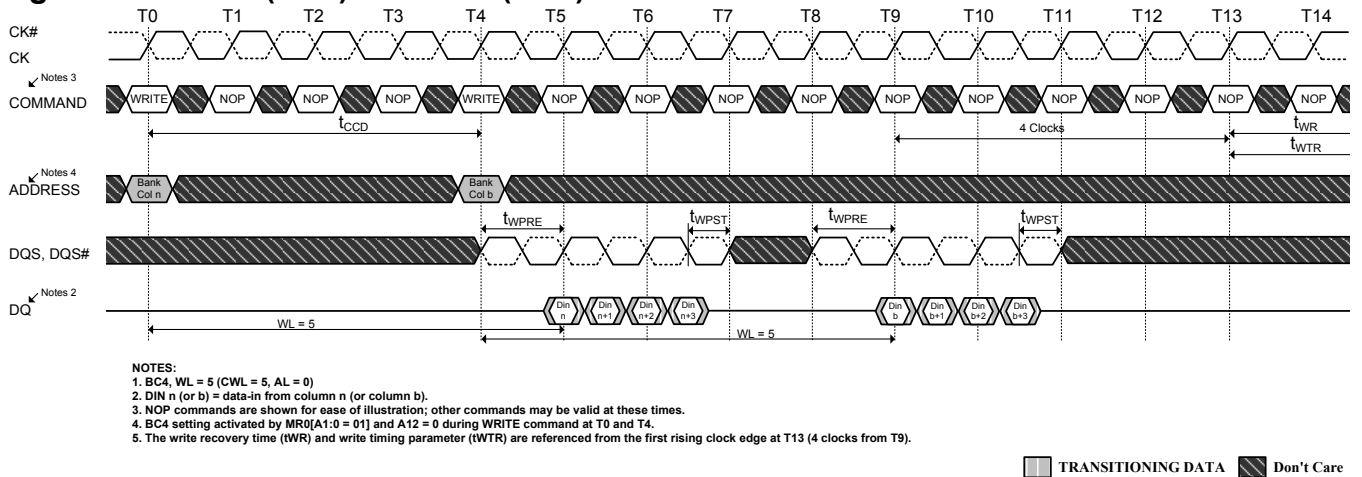 T0 T1 T2 T3 T4 T5 T6 T7 T8 T9 T10 T11 T12 T13 T14
CK#
CK
Notes 3
COMMAND
WRITE NOP NOP NOP WRITE NOP NOP NOP NOP NOP NOP NOP NOP NOP NOP
tCCD
4 Clocks
tWR
tWTR
Notes 4
ADDRESS
Bank
Col n
Bank
Col b
tWPRE tWPST tWPRE tWPST
DQS, DQS#
Notes 2
DQ
Din
n
Din
n+1
Din
n+2
Din
n+3
Din
b
Din
b+1
Din
b+2
Din
b+3
WL = 5
WL = 5
NOTES:
1. BC4, WL = 5 (CWL = 5, AL = 0)
2. DIN n (or b) = data-in from column n (or column b).
3. NOP commands are shown for ease of illustration; other commands may be valid at these times.
4. BC4 setting activated by MR0[A1:0 = 01] and A12 = 0 during WRITE command at T0 and T4.
5. The write recovery time (tWR) and write timing parameter (tWTR) are referenced from the first rising clock edge at T13 (4 clocks from T9).
TRANSITIONING DATA Don't Care